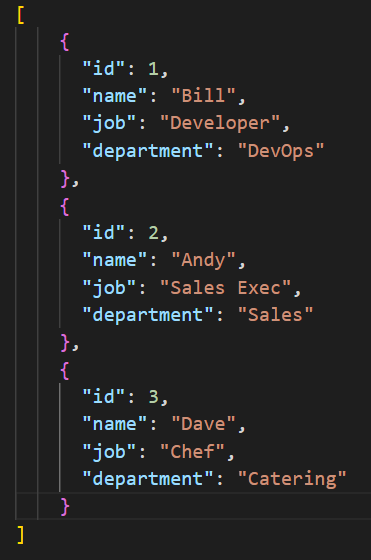 [
{
"id": 1,
"name": "Bill",
"job": "Developer",
"department": "DevOps"
},
{
"id": 2,
"name": "Andy",
"job": "Sales Exec",
"department": "Sales"
},
{
"id": 3,
"name": "Dave",
"job": "Chef",
"department": "Catering"
}
]